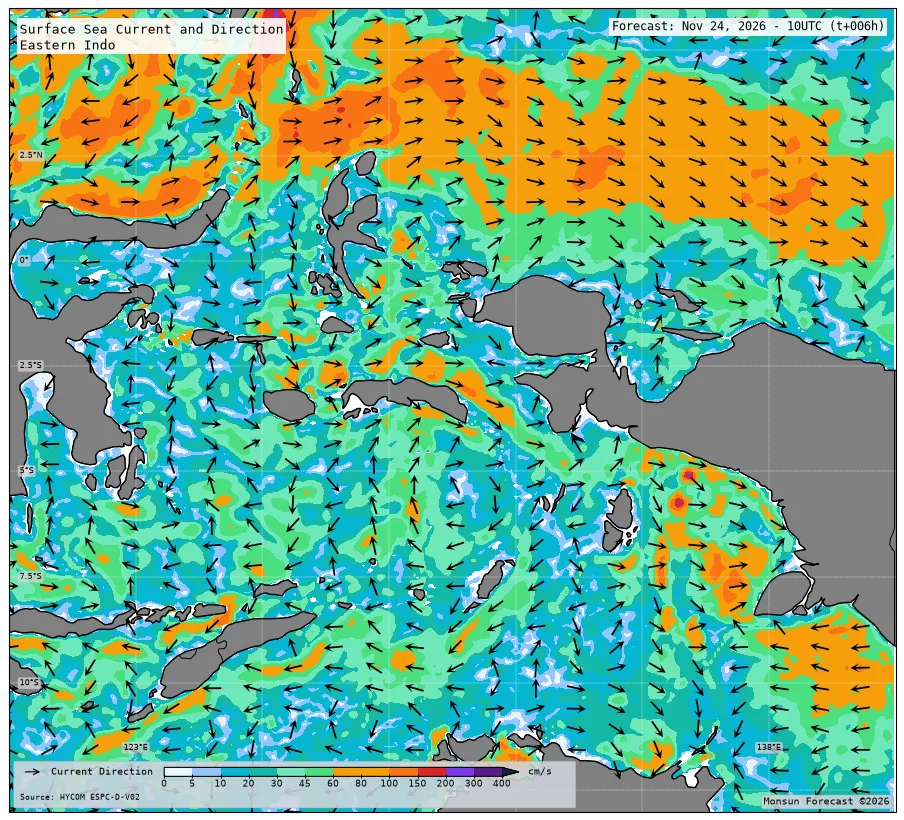 Surface Sea Current and Direction
Eastern Indo
Forecast: Nov 24, 2026 - 10UTC (t+006h)
2.5°N
0°
2.5°S
5°S
7.5°S
10°S
123°E
138°E
Current Direction
cm/s
0 5 10 20 30 45 60 80 100 150 200 300 400
Source: HYCOM ESPC-D-V02
Monsun Forecast ©2026